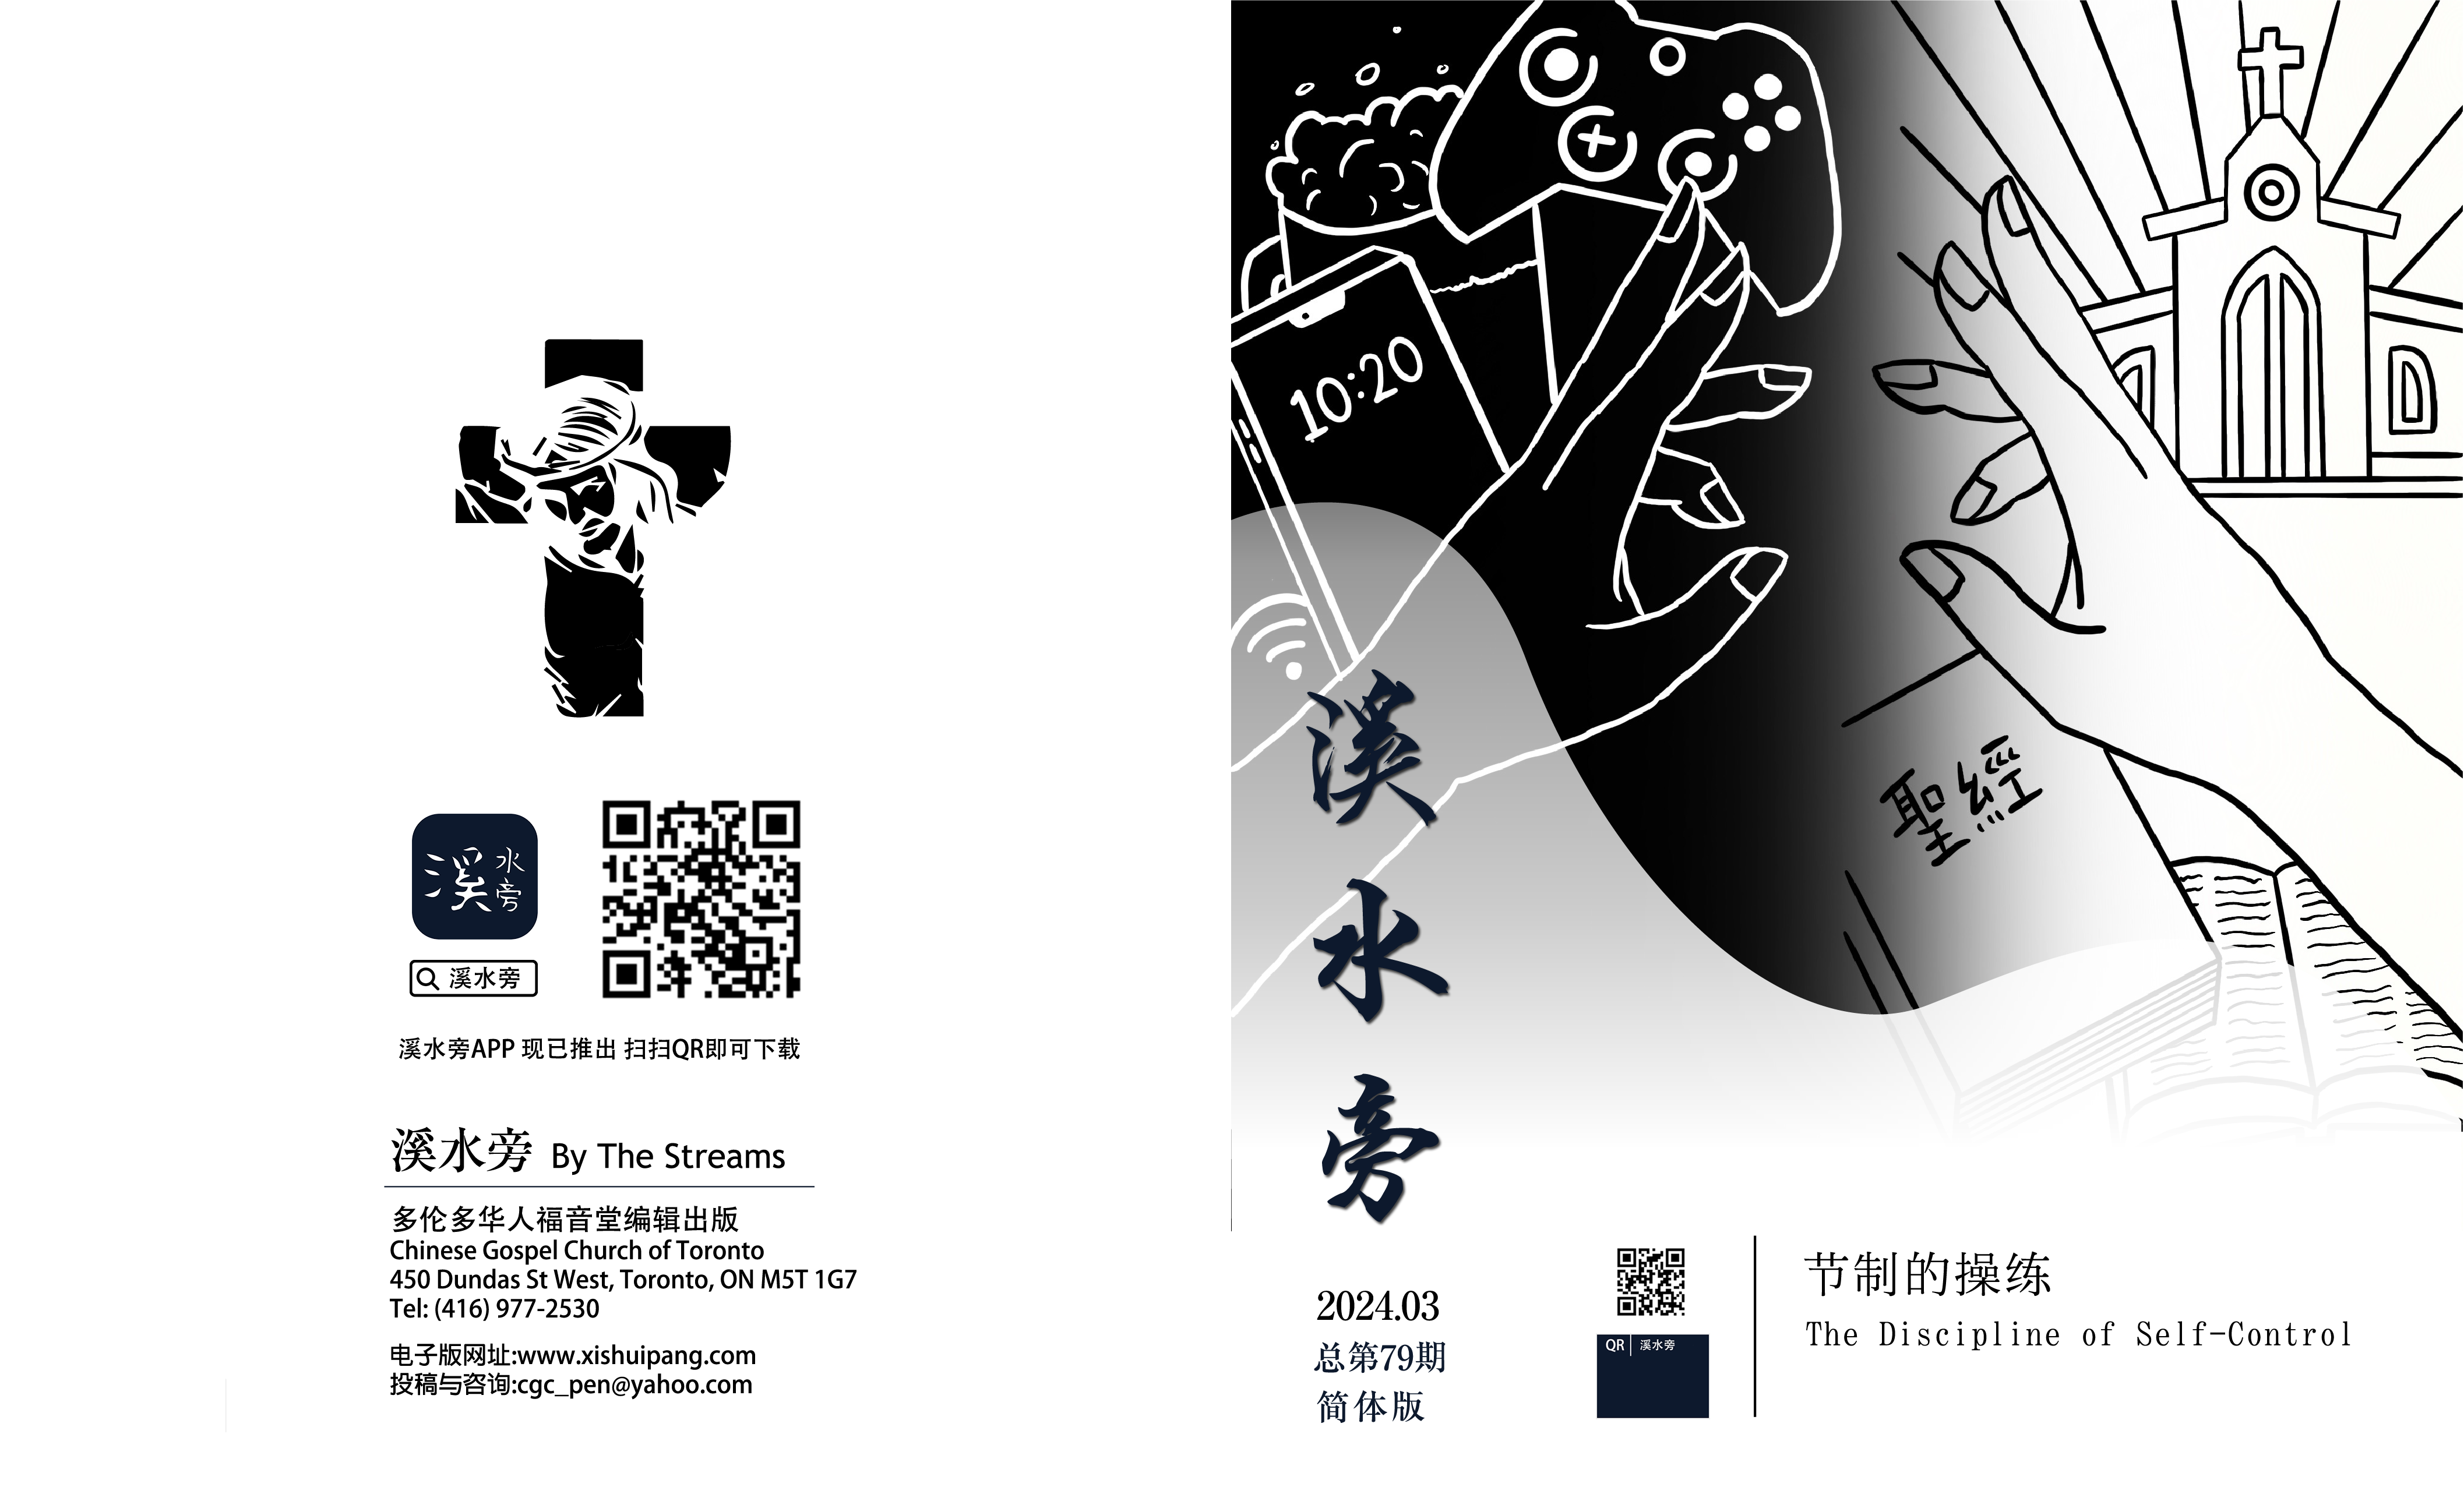 溪水旁
溪水旁
溪水旁APP 现已推出 扫扫QR即可下载
溪水旁 By The Streams
多伦多华人福音堂编辑出版
Chinese Gospel Church of Toronto
450 Dundas St West, Toronto, ON M5T 1G7
Tel: (416) 977-2530
电子版网址:www.xishuipang.com
投稿与咨询:cgc_pen@yahoo.com
10:20
聖經
溪水旁
2024.03
总第79期
简体版
QR 溪水旁
节制的操练
The Discipline of Self-Control